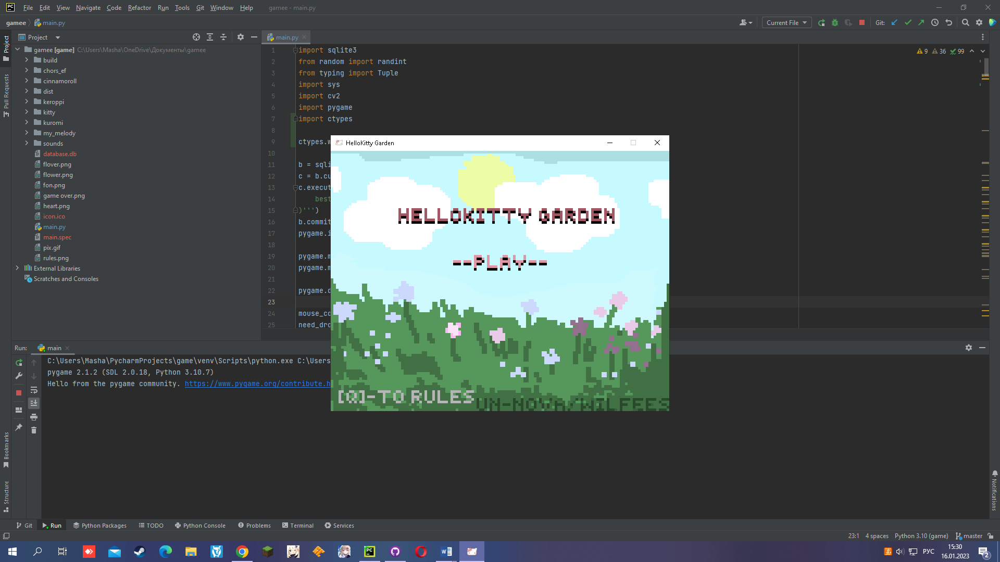 File Edit View Navigate Code Refactor Run Tools Git Window Help gamee - main.py
gamee main.py
Current File Git:
Project
main.py
gamee [game] C:\Users\Masha\OneDrive\Документы\gamee
build
chors_ef
cinnamoroll
dist
keroppi
kitty
kuromi
my_melody
sounds
database.db
flover.png
flower.png
fon.png
game over.png
heart.png
icon.ico
main.py
main.spec
pix.gif
rules.png
External Libraries
Scratches and Consoles
Project
Pull Requests
Bookmarks
Structure
9 36 99
1 import sqlite3
2 from random import randint
3 from typing import Tuple
4 import sys
5 import cv2
6 import pygame
7 import ctypes
8
9 ctypes.w
10
11 b = sqli
12 c = b.cu
13 c.execut
14 best
15 )''')
16 b.commit
17 pygame.i
18
19 pygame.m
20 pygame.m
21
22 pygame.d
23
24 mouse_co
25 need_dro
HelloKitty Garden
HELLOKITTY GARDEN
--PLAY--
[Q]-TO RULES
UN-NOVA/WILFEES
Run: main
C:\Users\Masha\PycharmProjects\game\venv\Scripts\python.exe C:\Users
pygame 2.1.2 (SDL 2.0.18, Python 3.10.7)
Hello from the pygame community. https://www.pygame.org/contribute.h
Notifications
Git Run Python Packages TODO Python Console Problems Terminal Services
23:1 4 spaces Python 3.10 (game) master
РУС
15:30
16.01.2023
2